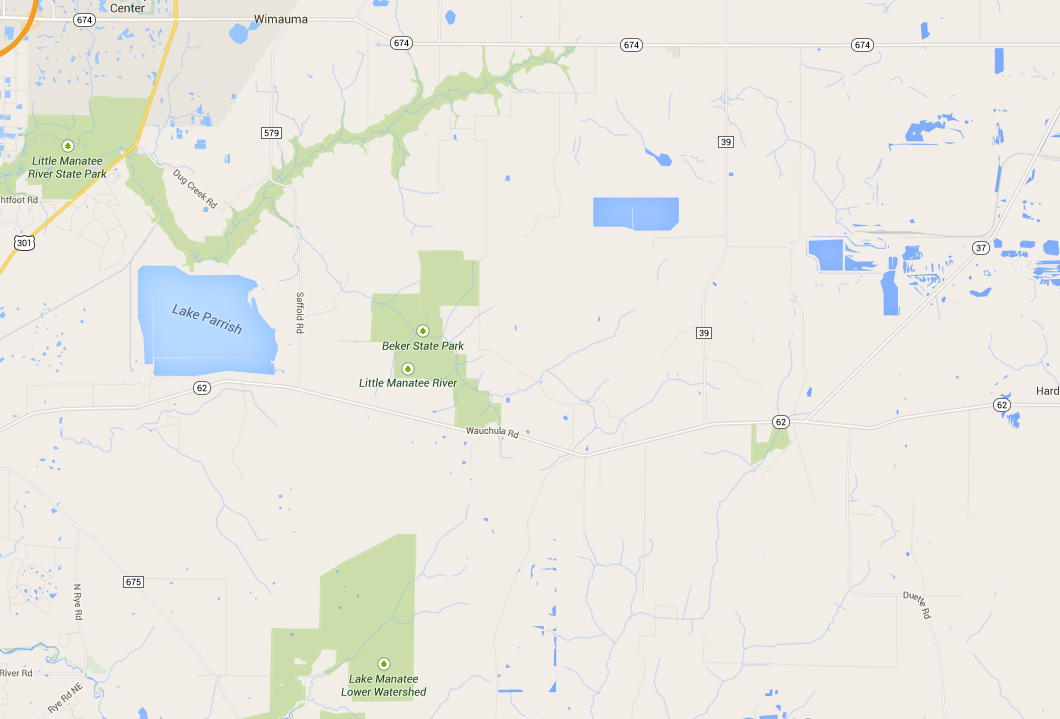 Center
674
Wimauma
674
674
674
579
39
Little Manatee
River State Park
Dug Creek Rd
htfoot Rd
301
37
Lake Parrish
Saffold Rd
39
Beker State Park
Little Manatee River
62
62
62
Hard
Wauchula Rd
675
N Rye Rd
Duette Rd
River Rd
Rye Rd NE
Lake Manatee
Lower Watershed